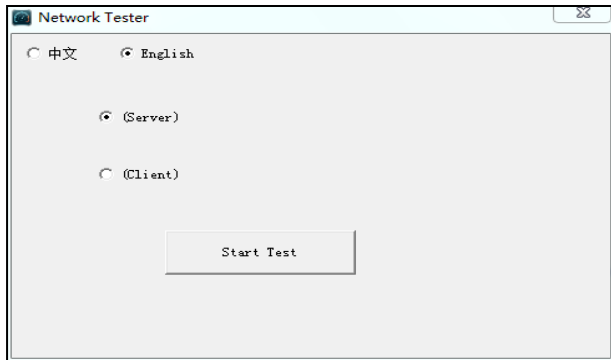 Network Tester
中文 English
(Server)
(Client)
Start Test